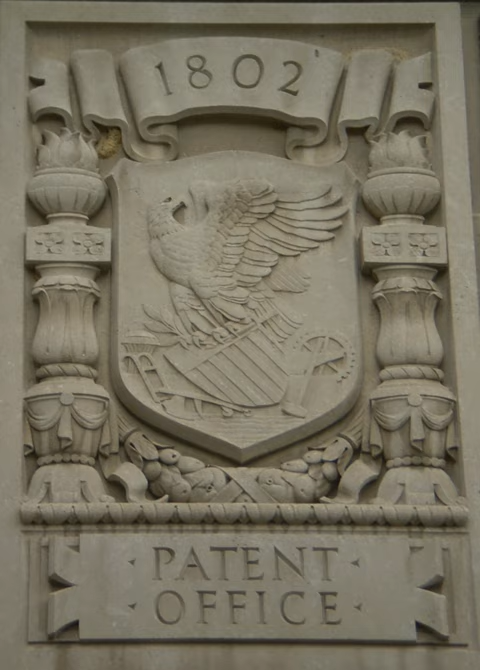 1802
· PATENT ·
· OFFICE ·